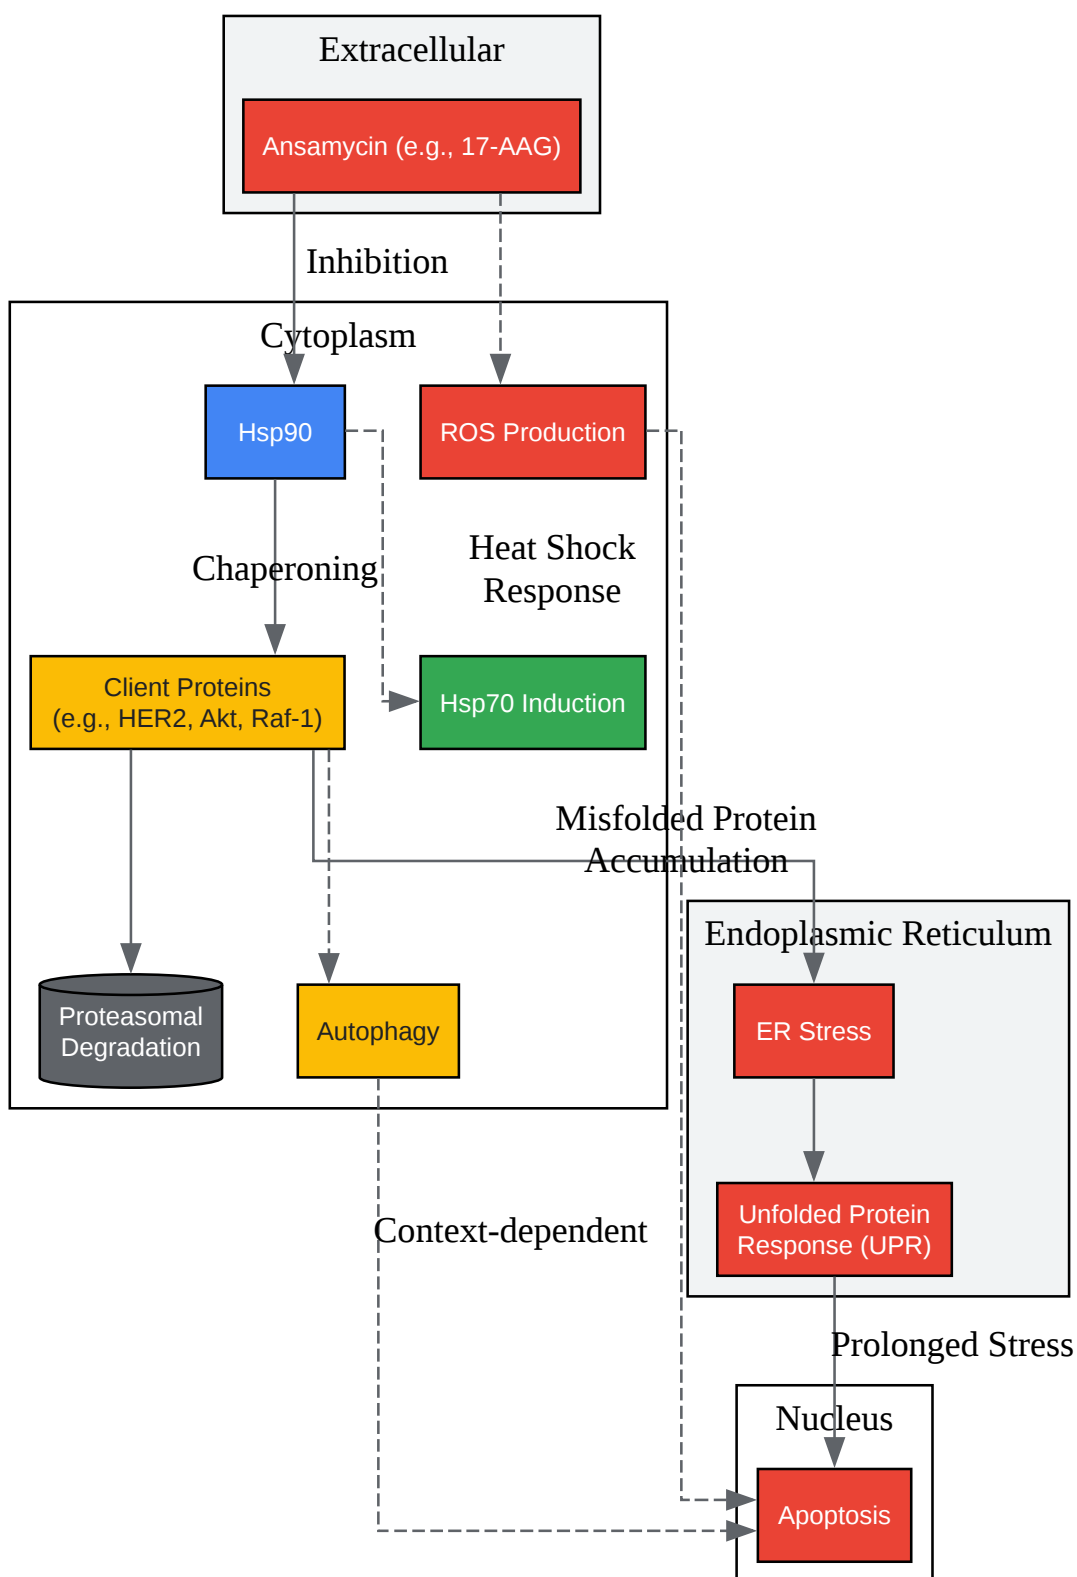 Extracellular
Ansamycin (e.g., 17-AAG)
Inhibition
Cytoplasm
Hsp90
ROS Production
Chaperoning
Heat Shock
Response
Client Proteins
(e.g., HER2, Akt, Raf-1)
Hsp70 Induction
Misfolded Protein
Accumulation
Endoplasmic Reticulum
Proteasomal
Degradation
Autophagy
ER Stress
Context-dependent
Unfolded Protein
Response (UPR)
Prolonged Stress
Nucleus
Apoptosis